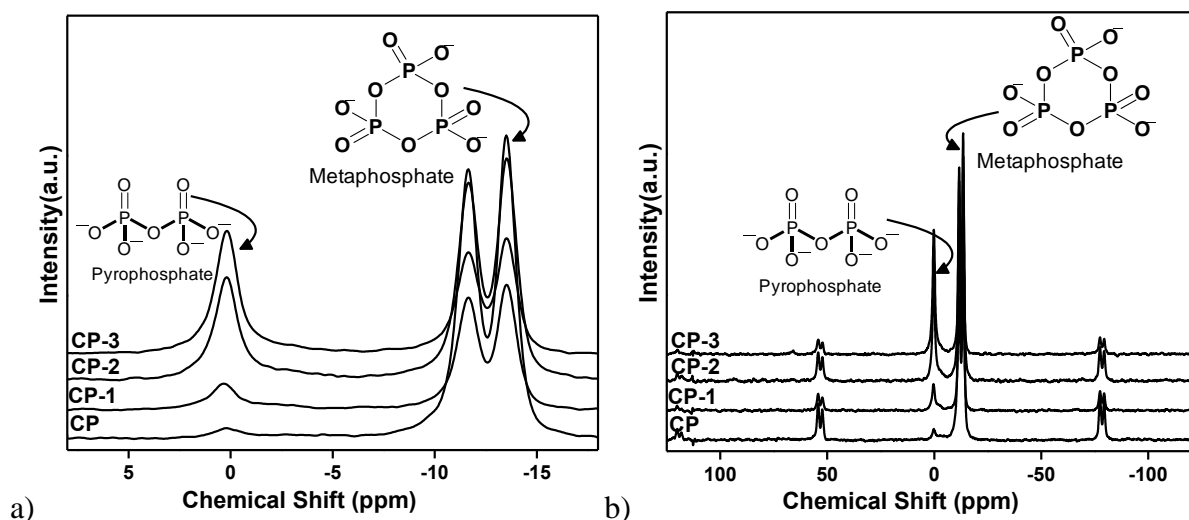 O
O⁻
P
O
O
O⁻
P
P
O
O
O
O⁻
Metaphosphate
O
O
P
P
⁻O
O
O⁻
O⁻
O⁻
Pyrophosphate
Intensity(a.u.)
CP-3
CP-2
CP-1
CP
5
0
-5
-10
-15
Chemical Shift (ppm)
a)
O
O⁻
P
O
O
O⁻
P
P
O
O
O
O⁻
Metaphosphate
O
O
P
P
⁻O
O
O⁻
O⁻
O⁻
Pyrophosphate
Intensity(a.u.)
CP-3
CP-2
CP-1
CP
100
50
0
-50
-100
Chemical Shift (ppm)
b)